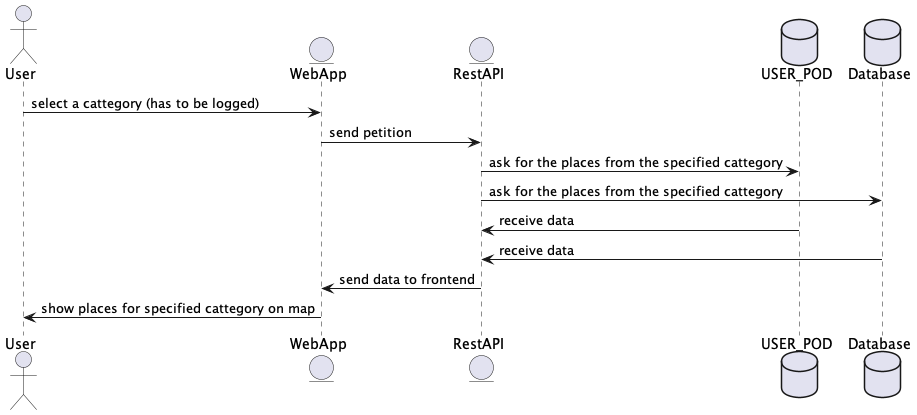 User
WebApp
RestAPI
USER_POD
Database
select a cattegory (has to be logged)
send petition
ask for the places from the specified cattegory
ask for the places from the specified cattegory
receive data
receive data
send data to frontend
show places for specified cattegory on map
User
WebApp
RestAPI
USER_POD
Database